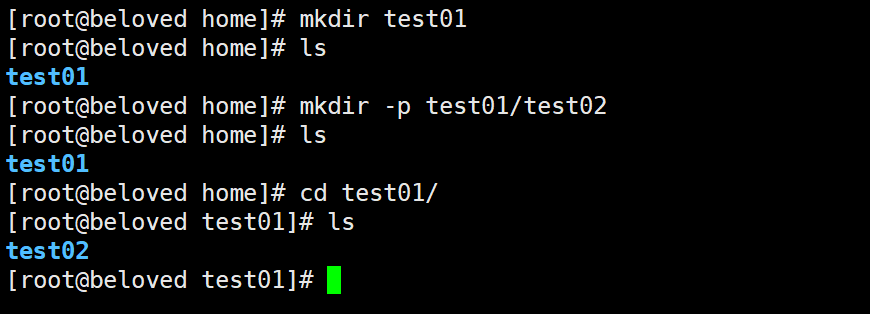 [root@beloved home]# mkdir test01
[root@beloved home]# ls
test01
[root@beloved home]# mkdir -p test01/test02
[root@beloved home]# ls
test01
[root@beloved home]# cd test01/
[root@beloved test01]# ls
test02
[root@beloved test01]#